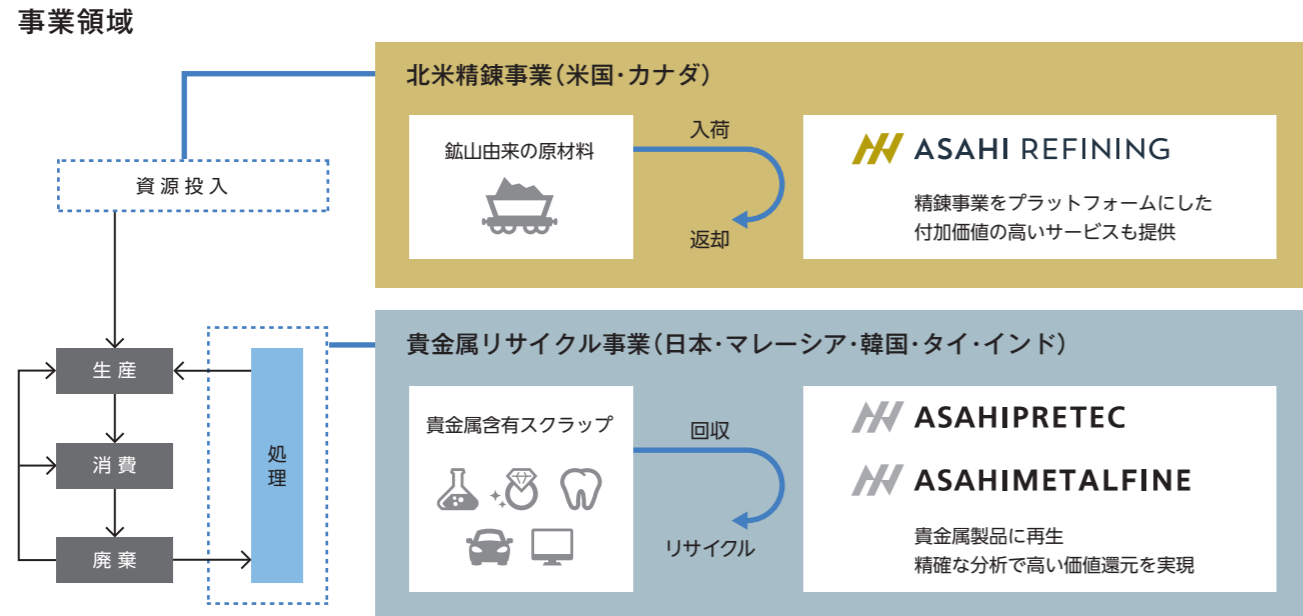 事業領域
北米精錬事業(米国・カナダ)
鉱山由来の原材料
入荷
返却
ASAHI REFINING
精錬事業をプラットフォームにした
付加価値の高いサービスも提供
資源投入
生産
消費
廃棄
処理
貴金属リサイクル事業(日本・マレーシア・韓国・タイ・インド)
貴金属含有スクラップ
回収
リサイクル
ASAHIPRETEC
ASAHIMETALFINE
貴金属製品に再生
精確な分析で高い価値還元を実現